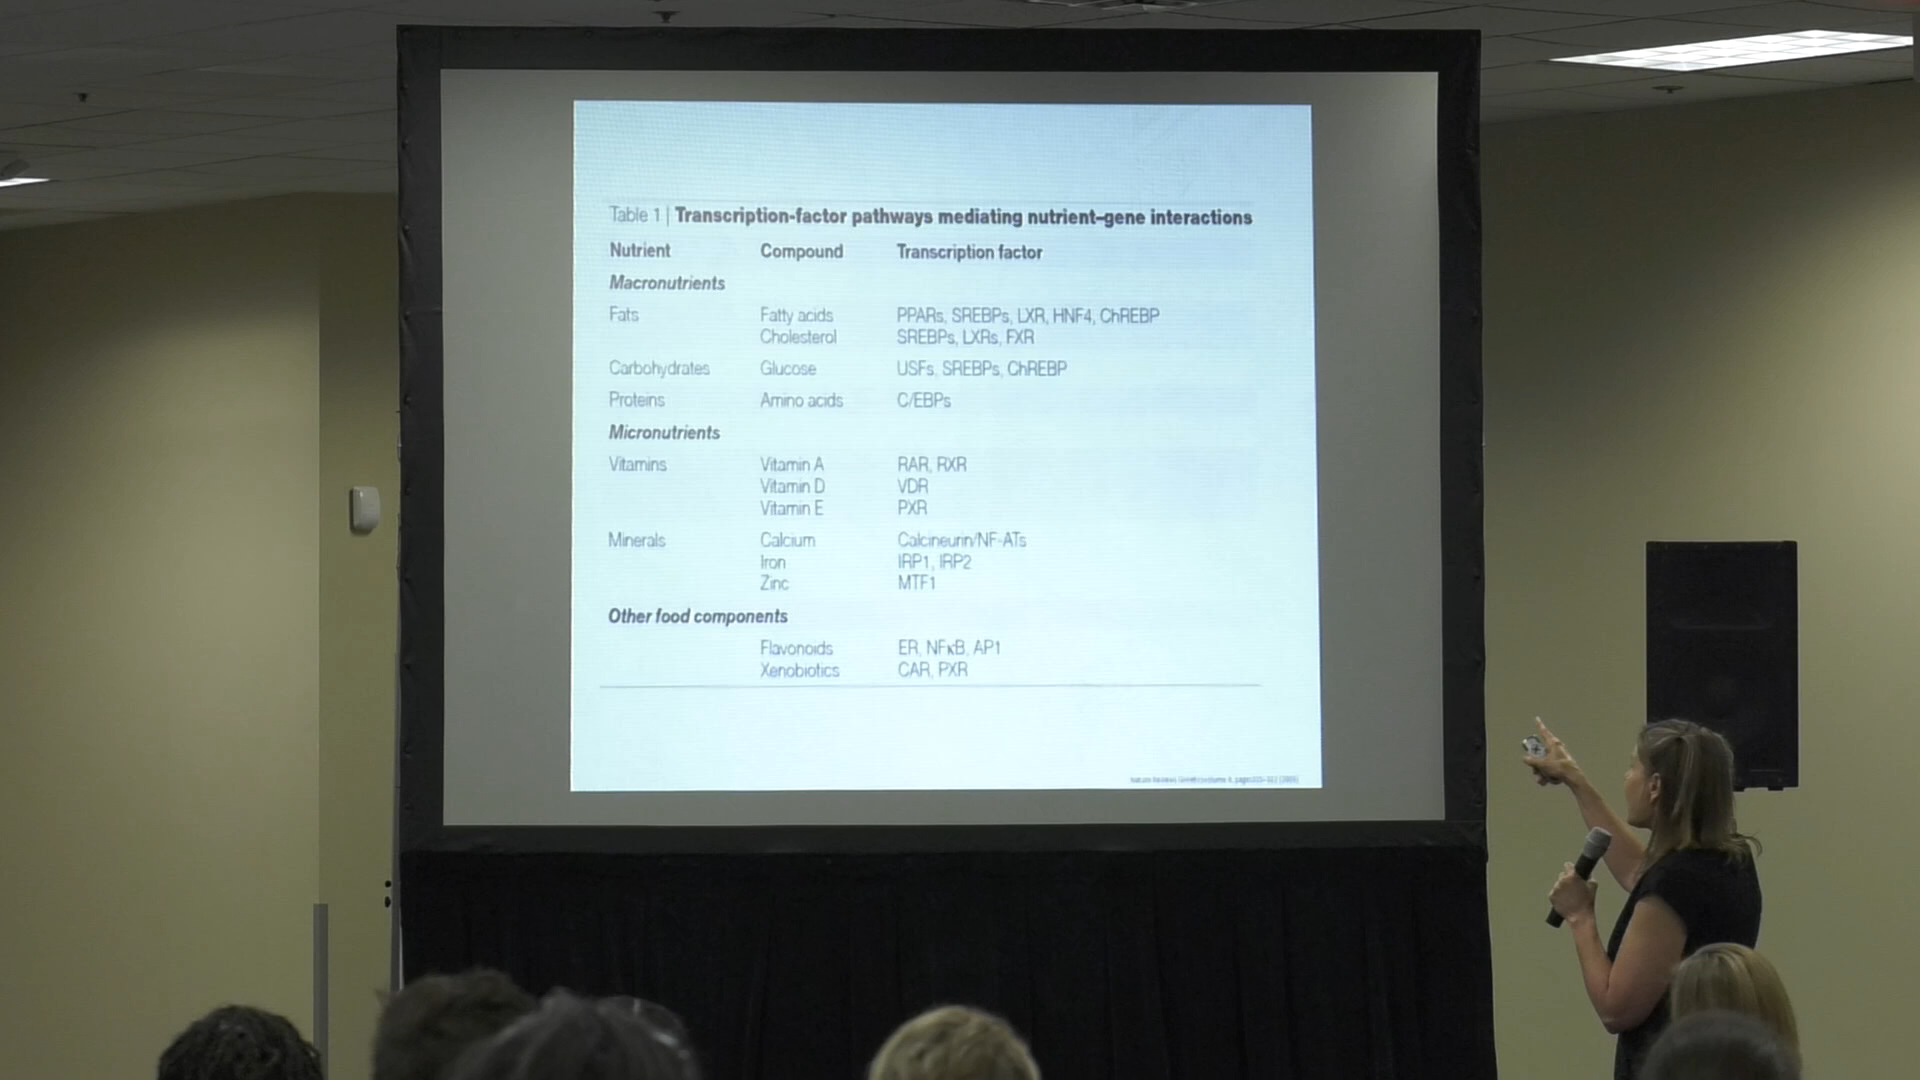 Table 1 | Transcription-factor pathways mediating nutrient–gene interactions
Nutrient Compound Transcription factor
Macronutrients
Fats Fatty acids PPARs, SREBPs, LXR, HNF4, ChREBP
Cholesterol SREBPs, LXRs, FXR
Carbohydrates Glucose USFs, SREBPs, ChREBP
Proteins Amino acids C/EBPs
Micronutrients
Vitamins Vitamin A RAR, RXR
Vitamin D VDR
Vitamin E PXR
Minerals Calcium Calcineurin/NF-ATs
Iron IRP1, IRP2
Zinc MTF1
Other food components
Flavonoids ER, NFκB, AP1
Xenobiotics CAR, PXR
Nature Reviews Genetics